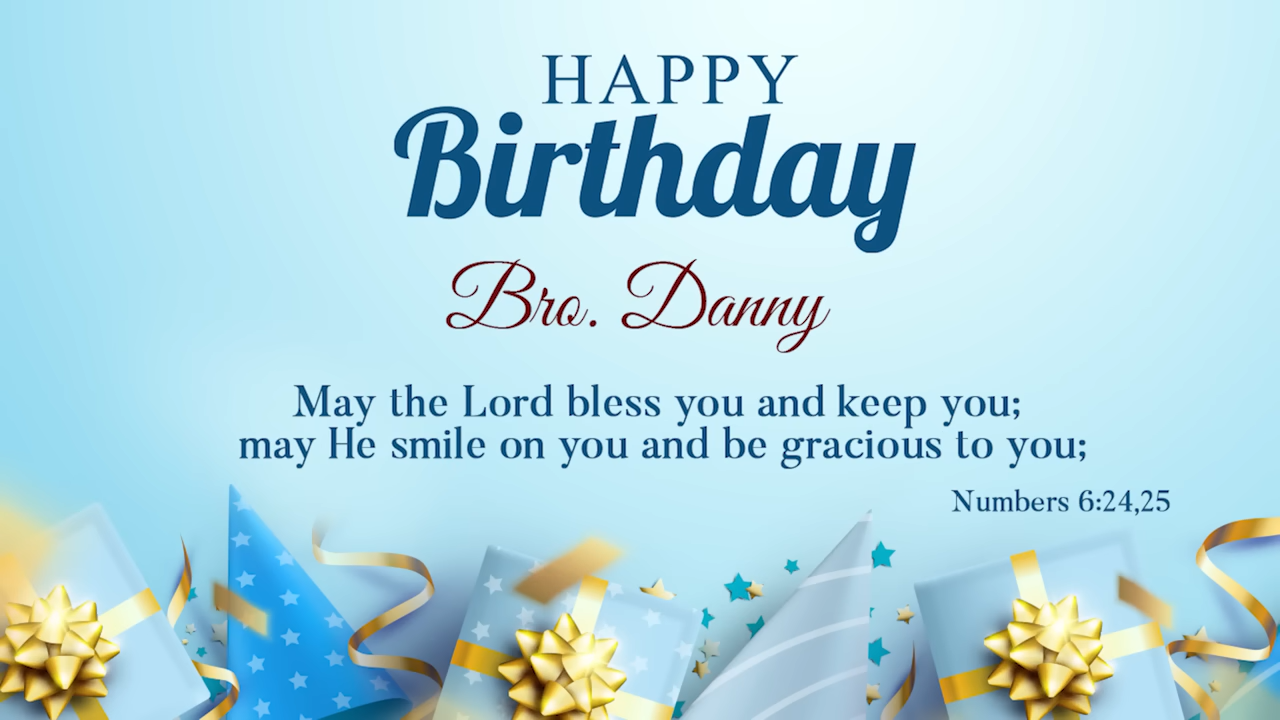 HAPPY
Birthday
Bro. Danny
May the Lord bless you and keep you;
may He smile on you and be gracious to you;
Numbers 6:24,25